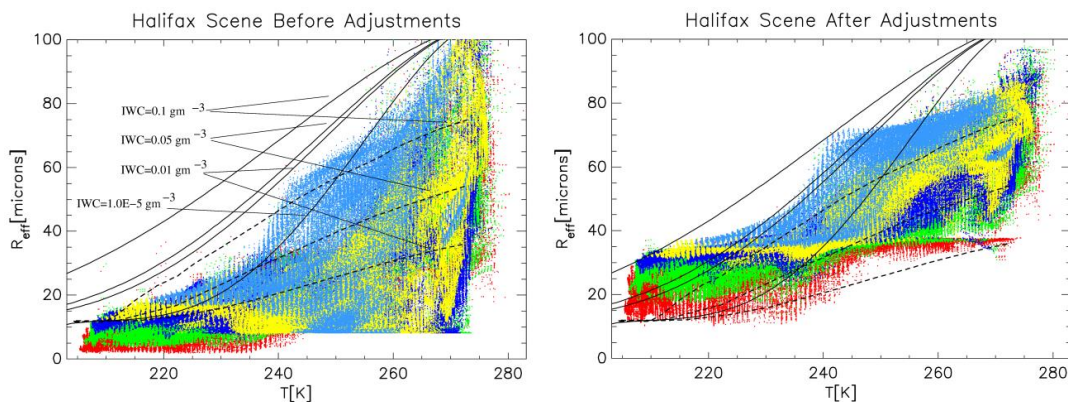 Halifax Scene Before Adjustments
100
80
60
40
20
0
R_eff[microns]
IWC=0.1 gm⁻³
IWC=0.05 gm⁻³
IWC=0.01 gm⁻³
IWC=1.0E−5 gm⁻³
220 240 260 280
T[K]
Halifax Scene After Adjustments
100
80
60
40
20
0
R_eff[microns]
220 240 260 280
T[K]